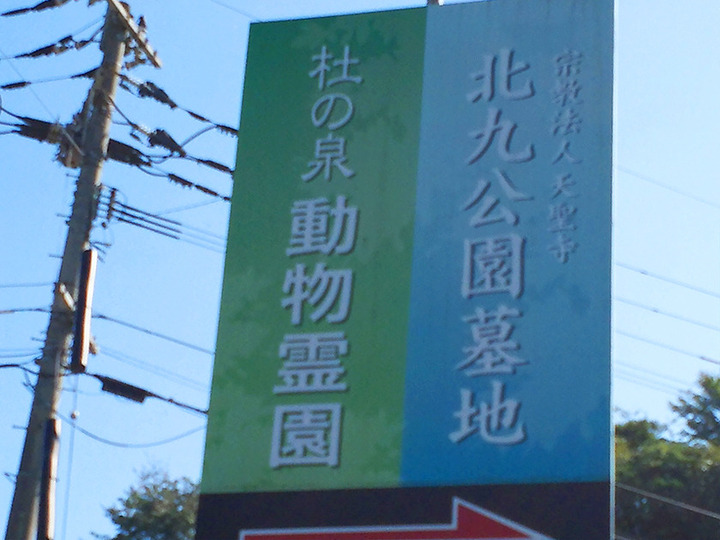 宗教法人 天聖寺
北九公園墓地
杜の泉
動物霊園